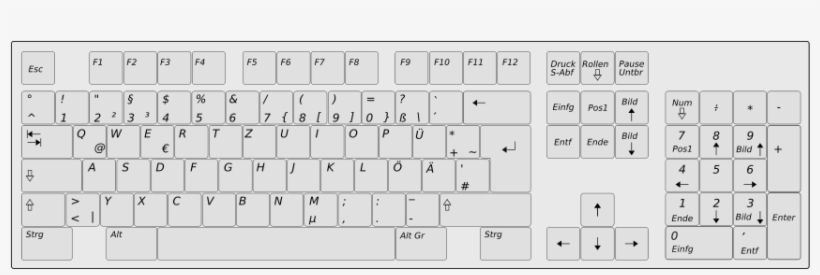 Esc F1 F2 F3 F4 F5 F6 F7 F8 F9 F10 F11 F12 Druck S-Abf Rollen Pause Untbr
° ^ ! 1 " 2 ² § 3 ³ $ 4 % 5 & 6 / 7 { ( 8 [ ) 9 ] = 0 } ? ß \ ` ´ ← Einfg Pos1 Bild ↑ Num ÷ * -
Q @ W E € R T Z U I O P Ü * + ~ Entf Ende Bild ↓ 7 Pos1 8 ↑ 9 Bild ↑ +
A S D F G H J K L Ö Ä ' # 4 ← 5 6 →
> < | Y X C V B N M µ ; , : . _ - ↑ 1 Ende 2 ↓ 3 Bild ↓ Enter
Strg Alt Alt Gr Strg ← ↓ → 0 Einfg , Entf